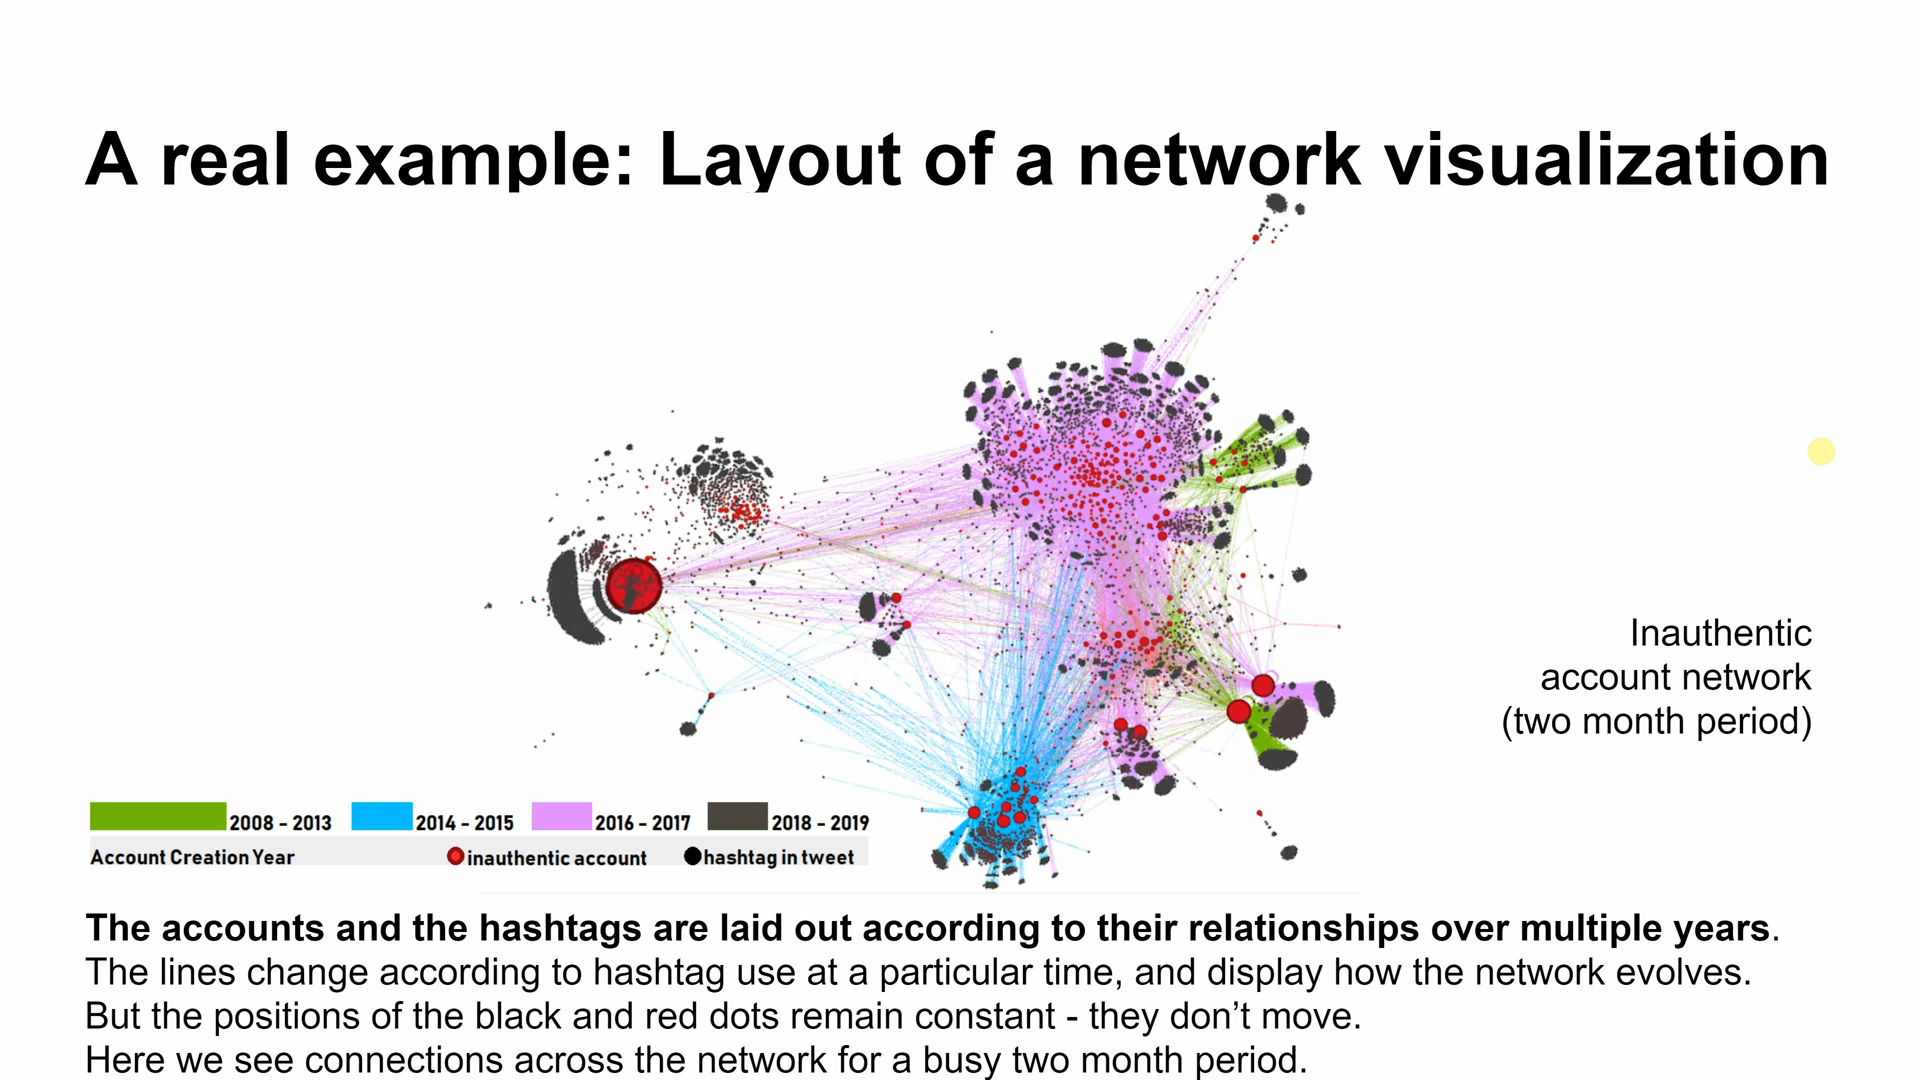 A real example: Layout of a network visualization
Inauthentic
account network
(two month period)
2008 - 2013 2014 - 2015 2016 - 2017 2018 - 2019
Account Creation Year inauthentic account hashtag in tweet
The accounts and the hashtags are laid out according to their relationships over multiple years.
The lines change according to hashtag use at a particular time, and display how the network evolves.
But the positions of the black and red dots remain constant - they don’t move.
Here we see connections across the network for a busy two month period.